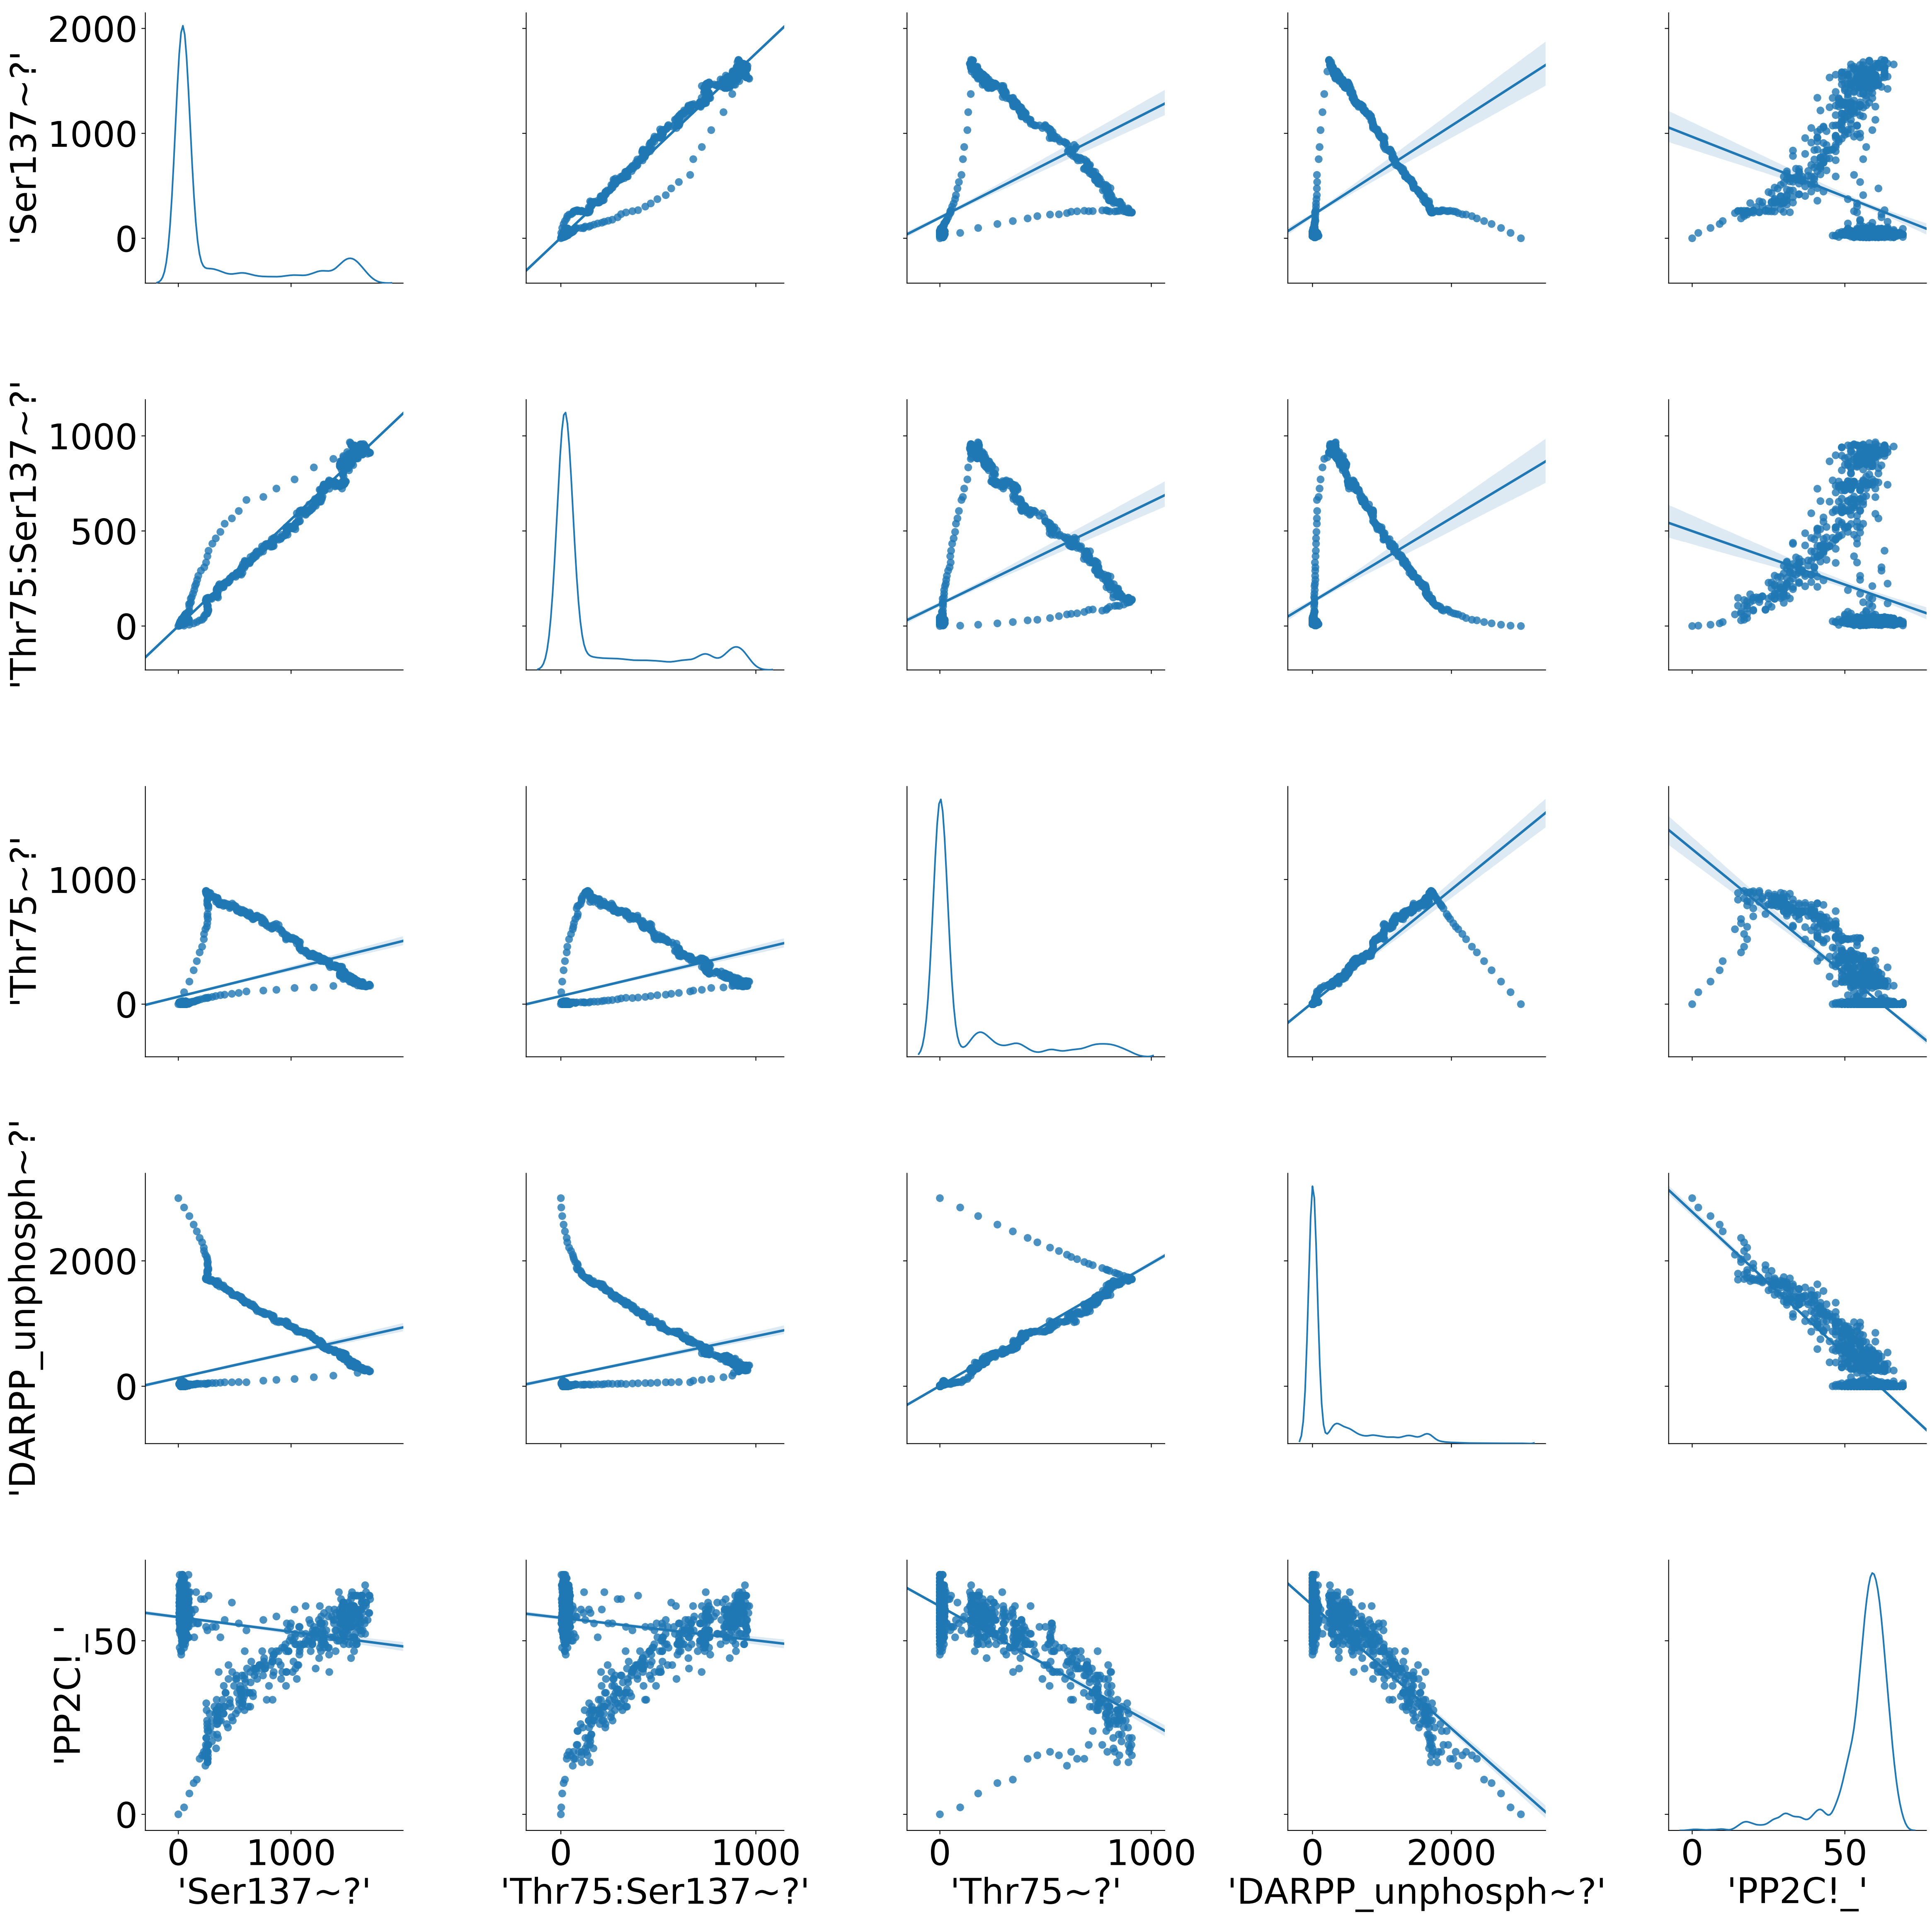 'Ser137~?'
2000
1000
0
'Thr75:Ser137~?'
1000
500
0
'Thr75~?'
1000
0
'DARPP_unphosph~?'
2000
0
'PP2C!_'
50
0
0 1000 0 1000 0 1000 0 2000 0 50
'Ser137~?' 'Thr75:Ser137~?' 'Thr75~?' 'DARPP_unphosph~?' 'PP2C!_'